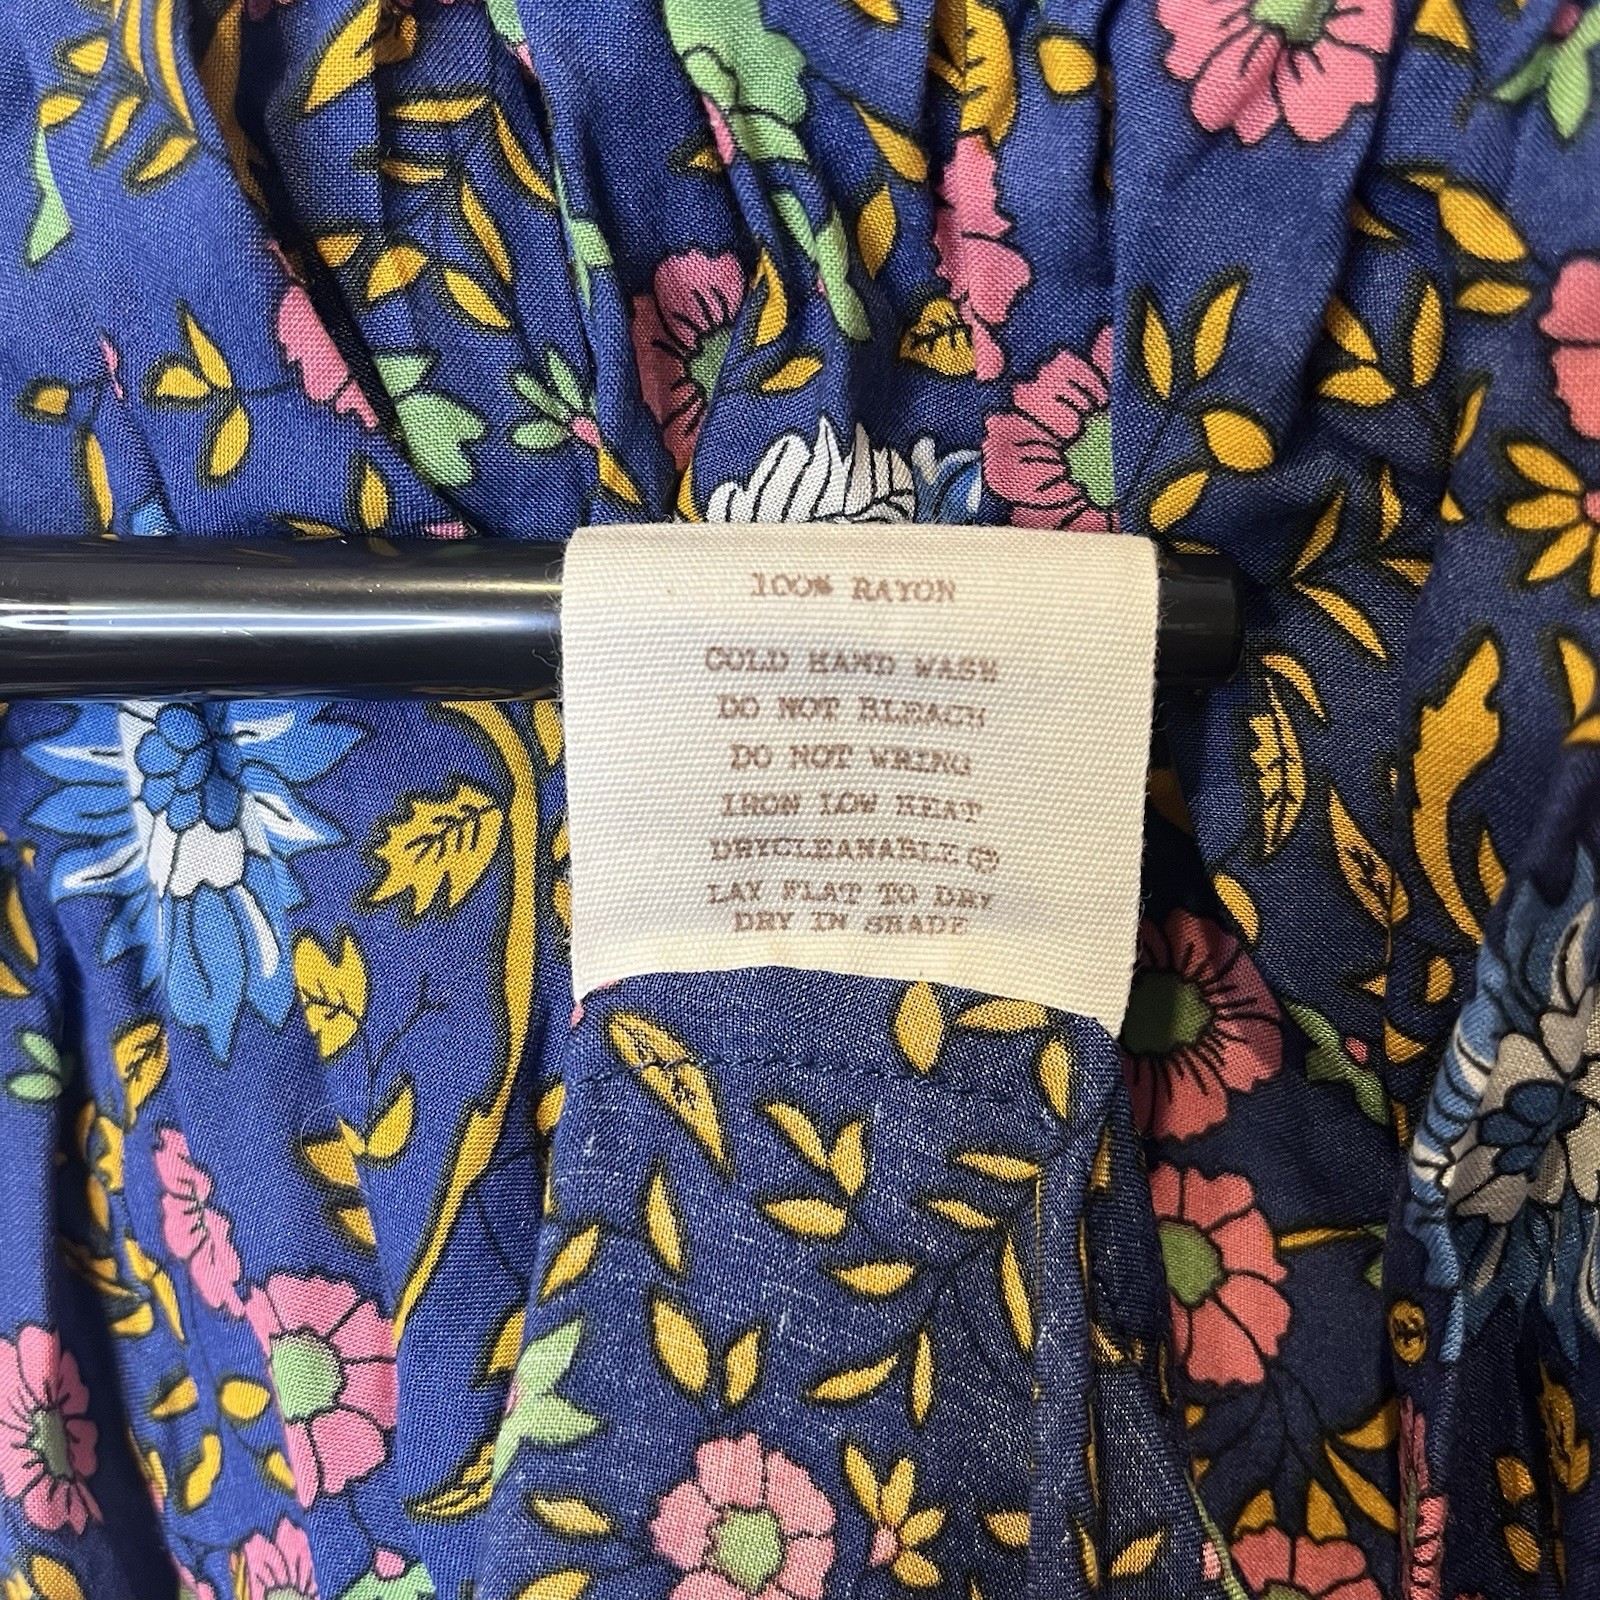 100% RAYON
COLD HAND WASH
DO NOT BLEACH
DO NOT WRING
IRON LOW HEAT
DRYCLEANABLE Ⓟ
LAY FLAT TO DRY
DRY IN SHADE